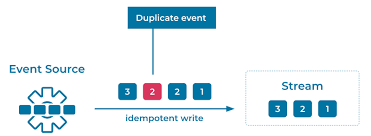 Duplicate event
Event Source
3 2 2 1
idempotent write
Stream
3 2 1